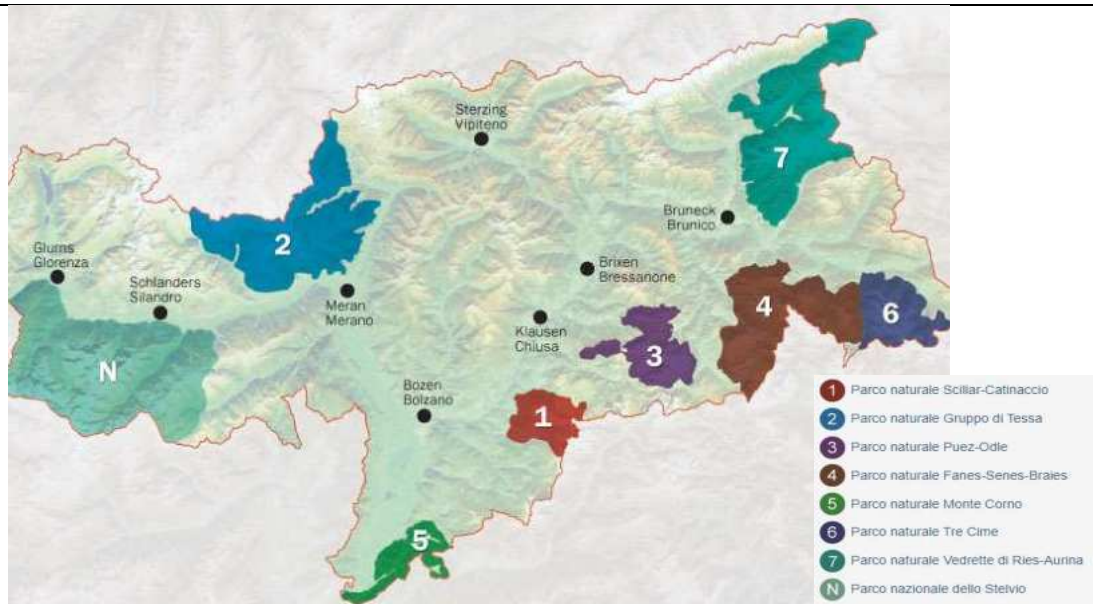 Sterzing
Vipiteno
7
Bruneck
Brunico
2
Glurns
Glorenza
Brixen
Bressanone
Schlanders
Silandro
Meran
Merano
4
6
Klausen
Chiusa
3
N
Bozen
Bolzano
1
5
1 Parco naturale Sciliar-Catinaccio
2 Parco naturale Gruppo di Tessa
3 Parco naturale Puez-Odle
4 Parco naturale Fanes-Senes-Braies
5 Parco naturale Monte Corno
6 Parco naturale Tre Cime
7 Parco naturale Vedrette di Ries-Aurina
N Parco nazionale dello Stelvio